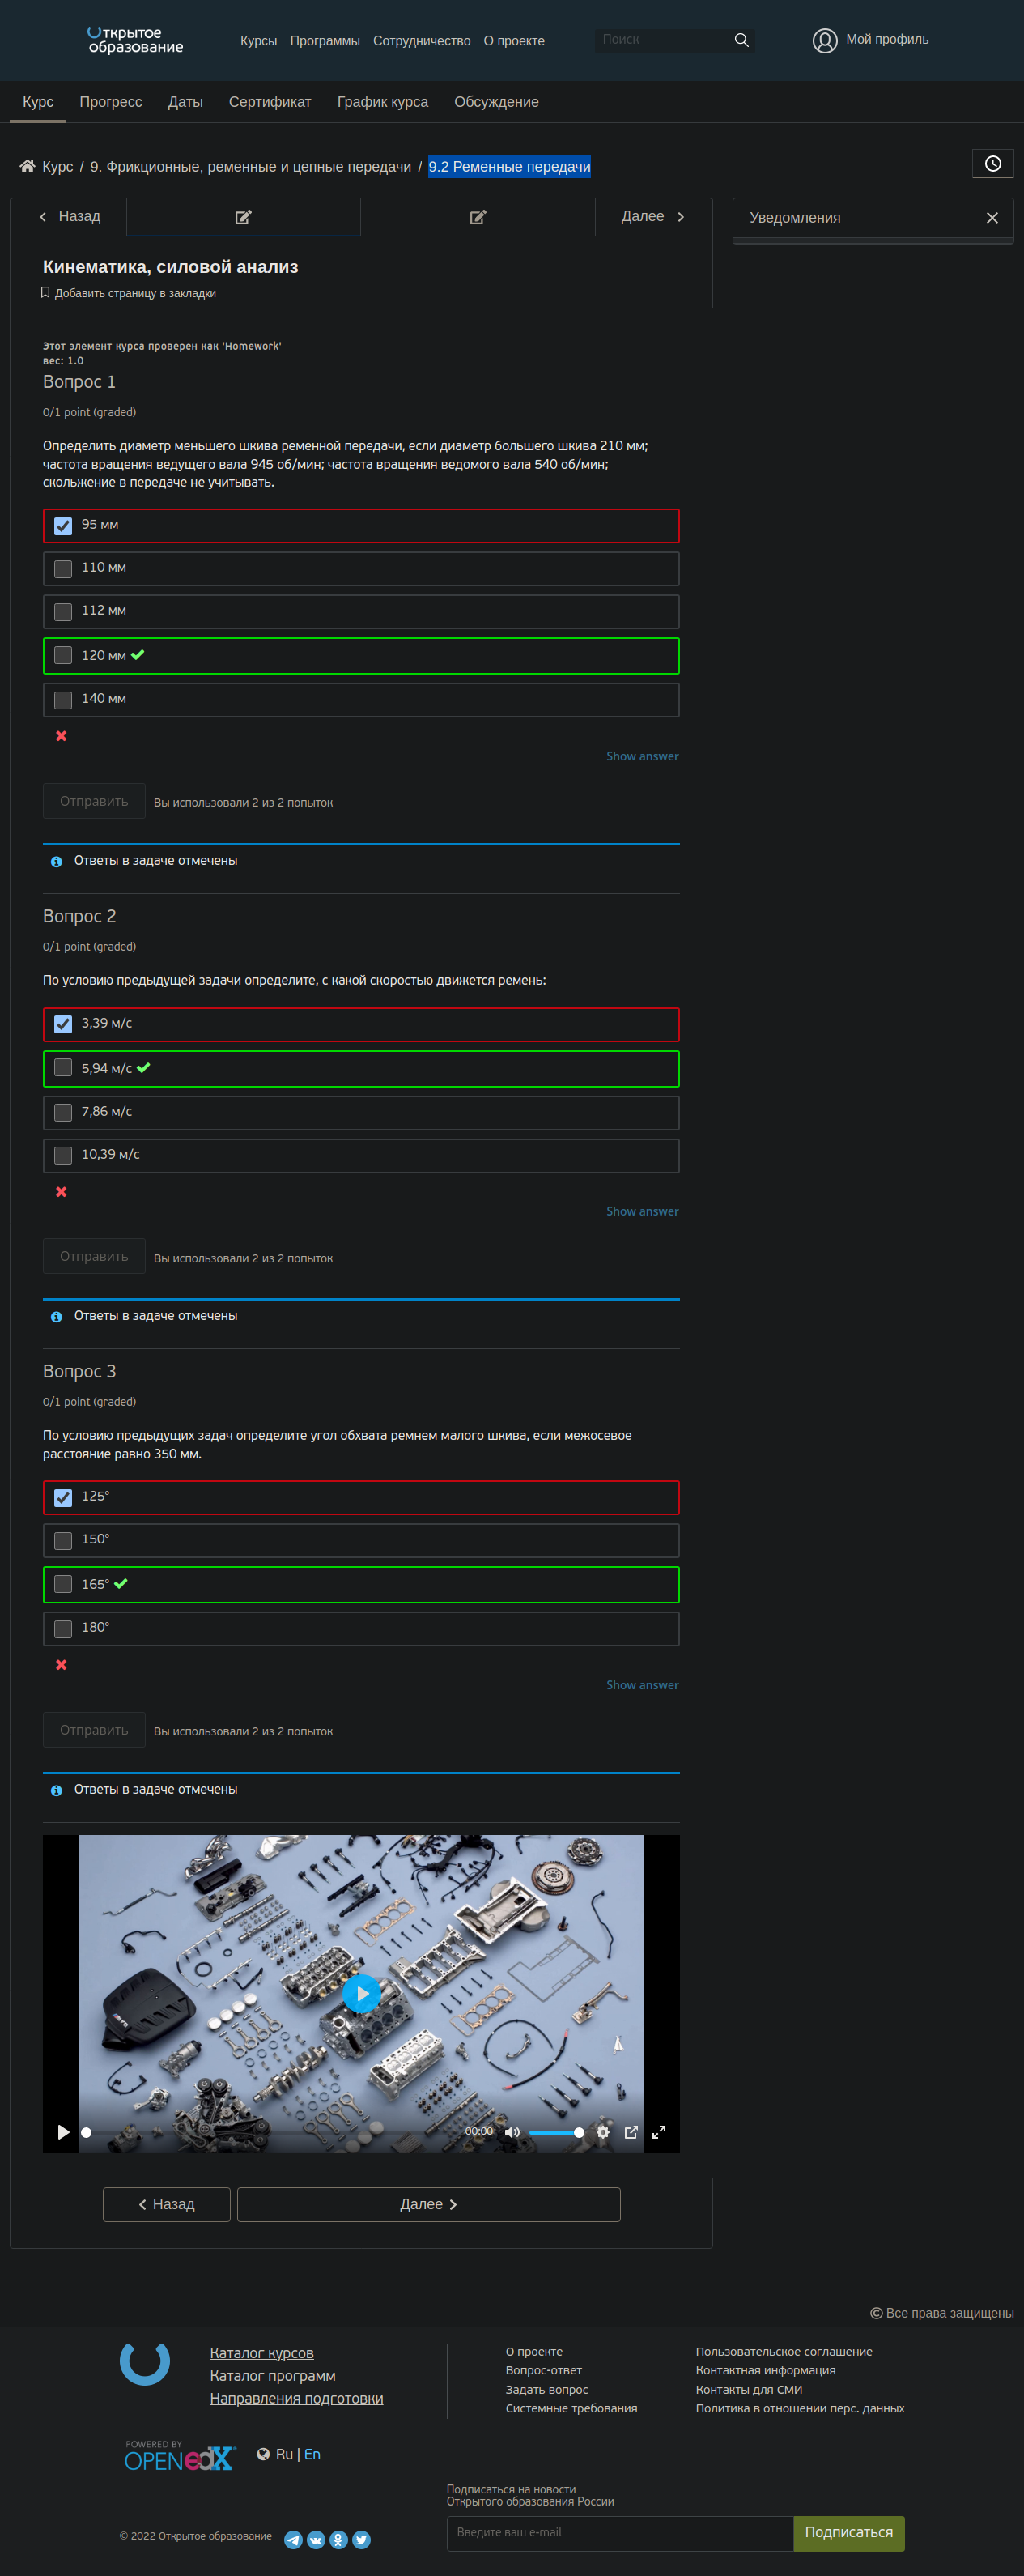 Открытое
образование
Курсы Программы Сотрудничество О проекте
Поиск
Мой профиль
Курс Прогресс Даты Сертификат График курса Обсуждение
Курс / 9. Фрикционные, ременные и цепные передачи / 9.2 Ременные передачи
Назад
Далее
Уведомления
Кинематика, силовой анализ
Добавить страницу в закладки
Этот элемент курса проверен как 'Homework'
вес: 1.0
Вопрос 1
0/1 point (graded)
Определить диаметр меньшего шкива ременной передачи, если диаметр большего шкива 210 мм;
частота вращения ведущего вала 945 об/мин; частота вращения ведомого вала 540 об/мин;
скольжение в передаче не учитывать.
95 мм
110 мм
112 мм
120 мм
140 мм
Show answer
Отправить
Вы использовали 2 из 2 попыток
Ответы в задаче отмечены
Вопрос 2
0/1 point (graded)
По условию предыдущей задачи определите, с какой скоростью движется ремень:
3,39 м/с
5,94 м/с
7,86 м/с
10,39 м/с
Show answer
Отправить
Вы использовали 2 из 2 попыток
Ответы в задаче отмечены
Вопрос 3
0/1 point (graded)
По условию предыдущих задач определите угол обхвата ремнем малого шкива, если межосевое
расстояние равно 350 мм.
125°
150°
165°
180°
Show answer
Отправить
Вы использовали 2 из 2 попыток
Ответы в задаче отмечены
00:00
Назад
Далее
© Все права защищены
Каталог курсов
Каталог программ
Направления подготовки
О проекте
Вопрос-ответ
Задать вопрос
Системные требования
Пользовательское соглашение
Контактная информация
Контакты для СМИ
Политика в отношении перс. данных
POWERED BY
OPEN edX
Ru | En
Подписаться на новости
Открытого образования России
Введите ваш e-mail
Подписаться
© 2022 Открытое образование